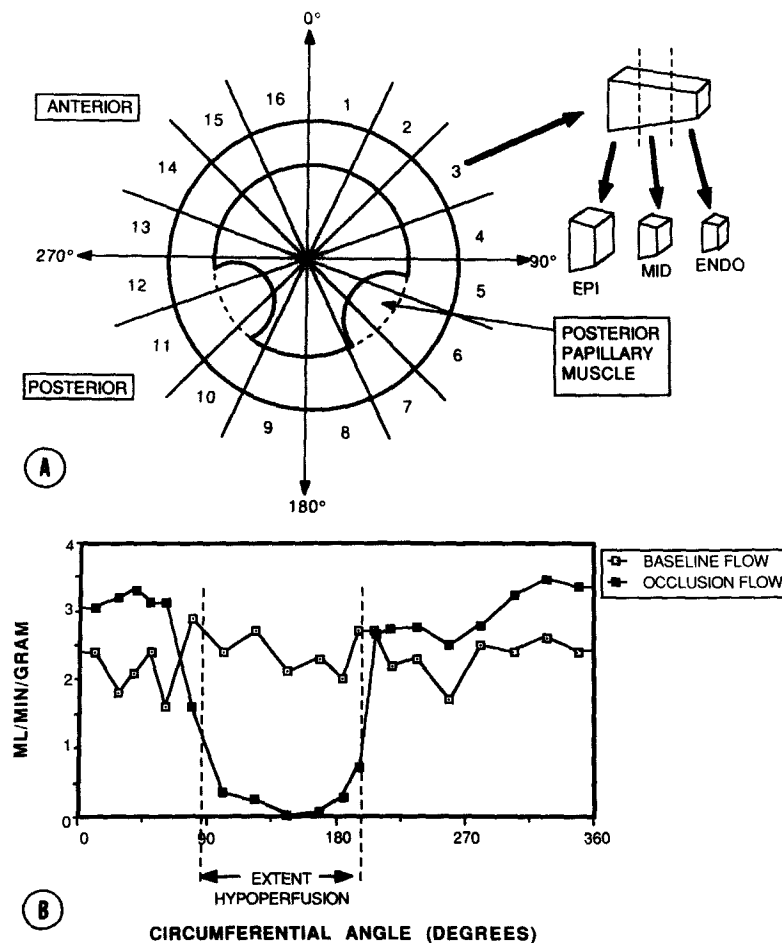 0°
ANTERIOR
16
1
15
2
14
3
13
4
270°
90°
12
5
11
6
10
7
9
8
180°
EPI
MID
ENDO
POSTERIOR
PAPILLARY
MUSCLE
POSTERIOR
A
4
3
2
1
0
ML/MIN/GRAM
BASELINE FLOW
OCCLUSION FLOW
0
90
180
270
360
EXTENT
HYPOPERFUSION
B
CIRCUMFERENTIAL ANGLE (DEGREES)